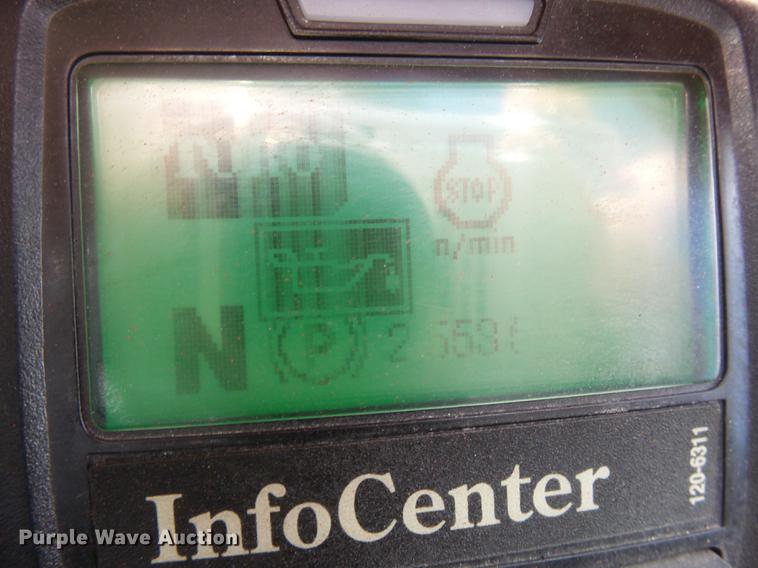 STOP
n/min
N
P
InfoCenter
120-6311
Purple Wave Auction